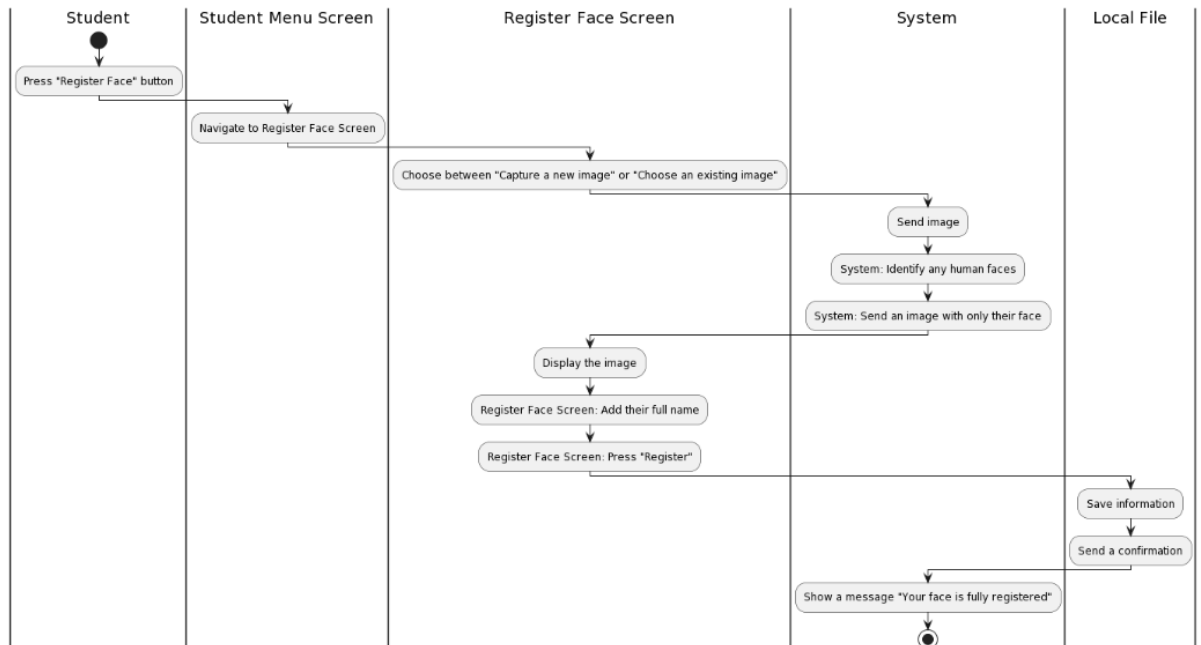 Student
Student Menu Screen
Register Face Screen
System
Local File
Press "Register Face" button
Navigate to Register Face Screen
Choose between "Capture a new image" or "Choose an existing image"
Send image
System: Identify any human faces
System: Send an image with only their face
Display the image
Register Face Screen: Add their full name
Register Face Screen: Press "Register"
Save information
Send a confirmation
Show a message "Your face is fully registered"